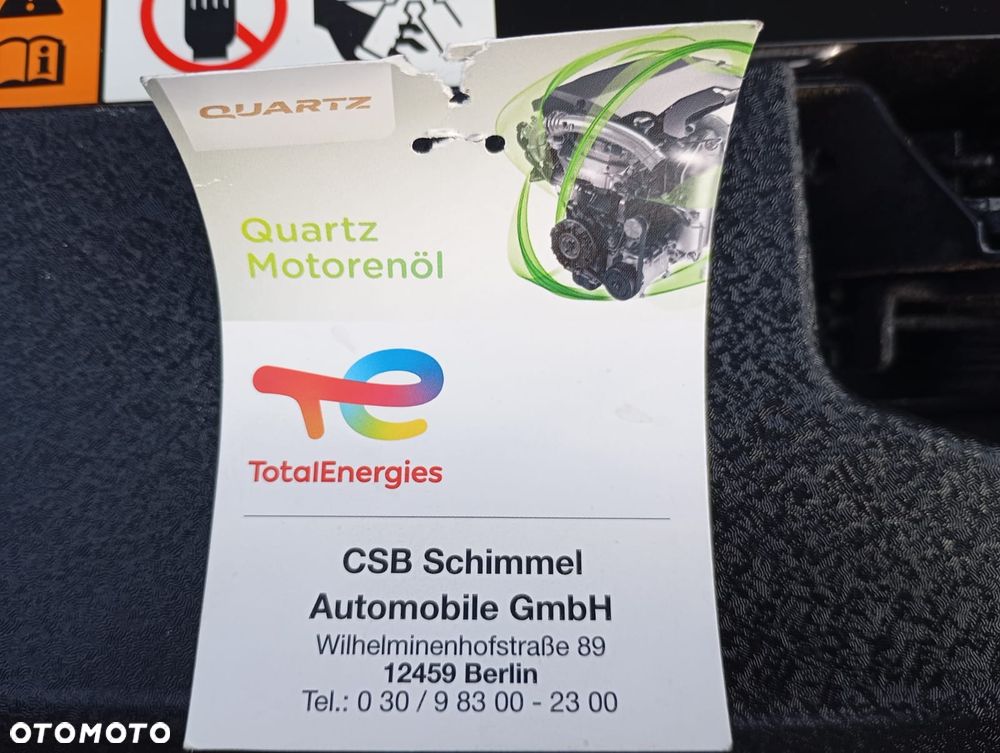 QUARTZ
Quartz
Motorenöl
TotalEnergies
CSB Schimmel
Automobile GmbH
Wilhelminenhofstraße 89
12459 Berlin
Tel.: 0 30 / 9 83 00 - 23 00
OTOMOTO